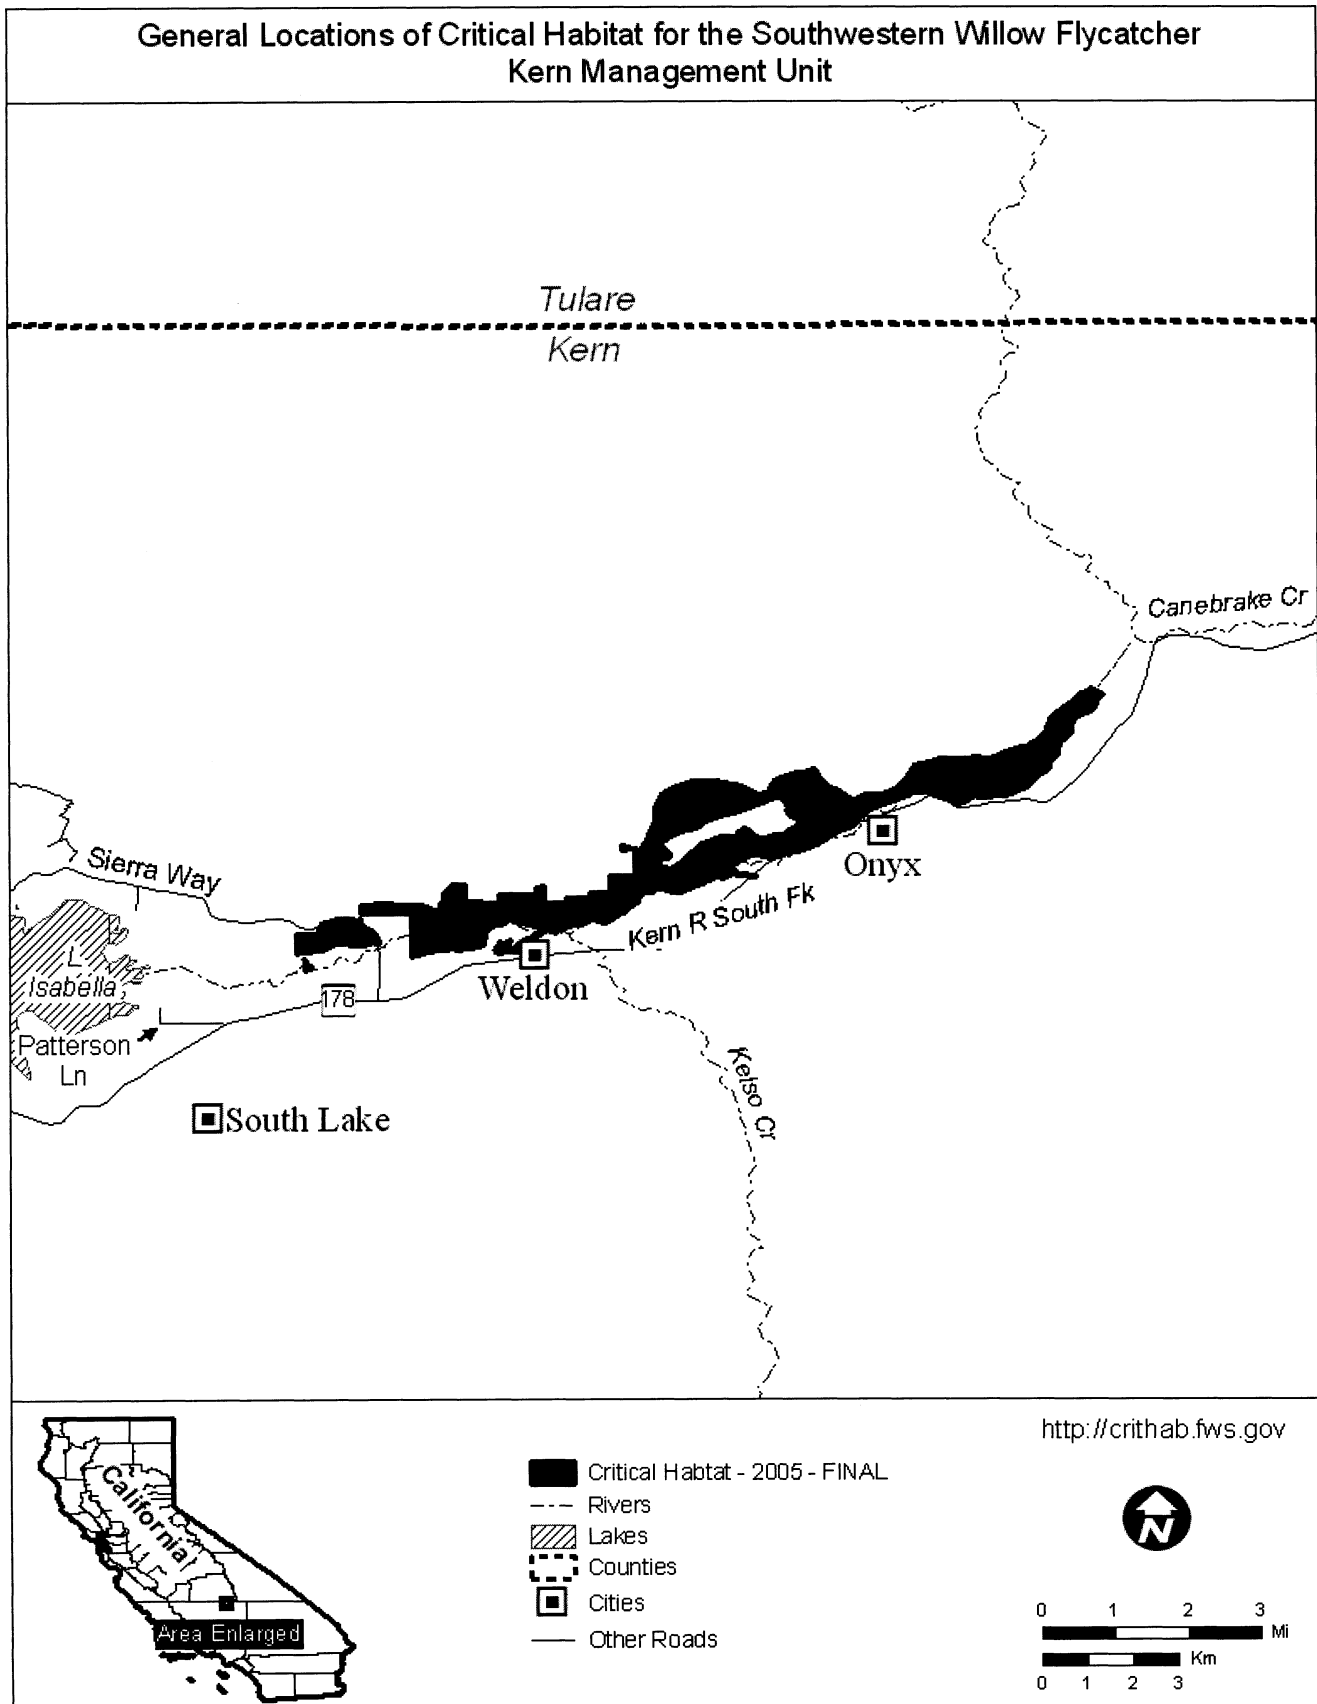 General Locations of Critical Habitat for the Southwestern Willow Flycatcher
Kern Management Unit
Tulare
Kern
Canebrake Cr
Sierra Way
Onyx
Kern R South Fk
L
Isabella
Weldon
178
Patterson
Ln
Kelso Cr
South Lake
California
Area Enlarged
Critical Habtat - 2005 - FINAL
Rivers
Lakes
Counties
Cities
Other Roads
http://crithab.fws.gov
N
0 1 2 3
Mi
Km
0 1 2 3